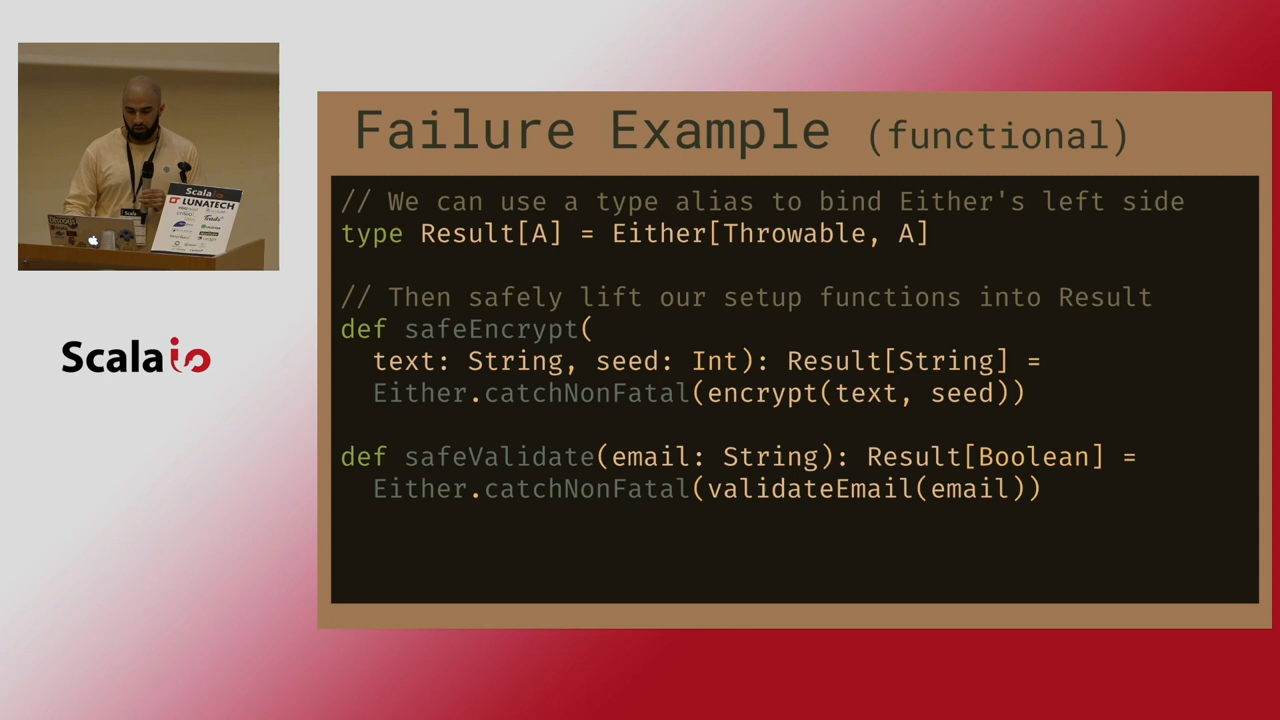 Failure Example (functional)
// We can use a type alias to bind Either's left side
type Result[A] = Either[Throwable, A]
// Then safely lift our setup functions into Result
def safeEncrypt(
text: String, seed: Int): Result[String] =
Either.catchNonFatal(encrypt(text, seed))
def safeValidate(email: String): Result[Boolean] =
Either.catchNonFatal(validateEmail(email))
Scala
LUNATECH
Scala
Scalaio